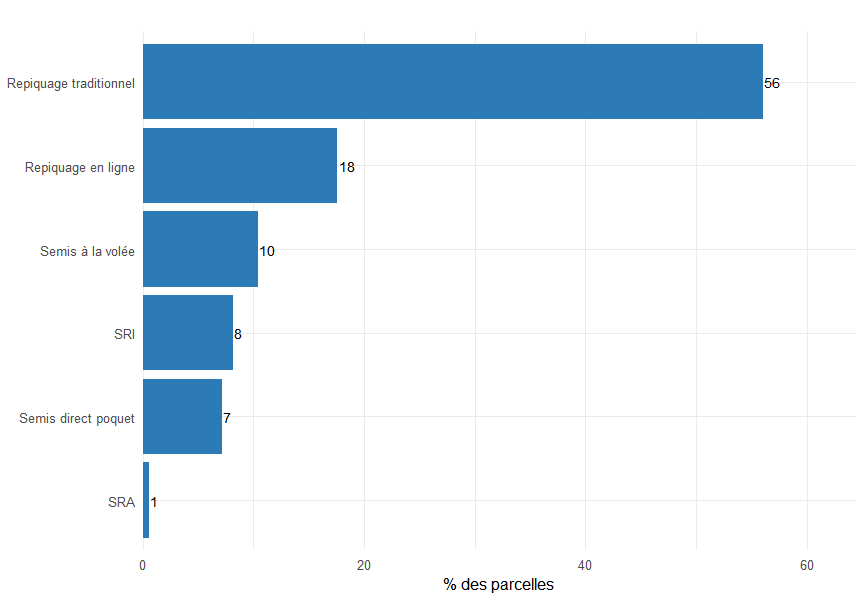 Repiquage traditionnel 56
Repiquage en ligne 18
Semis à la volée 10
SRI 8
Semis direct poquet 7
SRA 1
0 20 40 60
% des parcelles